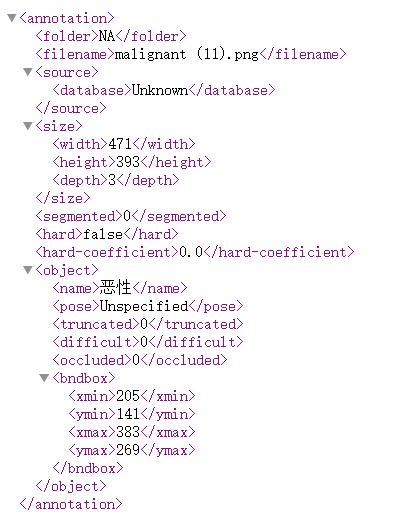 <annotation>
<folder>NA</folder>
<filename>malignant (11).png</filename>
<source>
<database>Unknown</database>
</source>
<size>
<width>471</width>
<height>393</height>
<depth>3</depth>
</size>
<segmented>0</segmented>
<hard>false</hard>
<hard-coefficient>0.0</hard-coefficient>
<object>
<name>恶性</name>
<pose>Unspecified</pose>
<truncated>0</truncated>
<difficult>0</difficult>
<occluded>0</occluded>
<bndbox>
<xmin>205</xmin>
<ymin>141</ymin>
<xmax>383</xmax>
<ymax>269</ymax>
</bndbox>
</object>
</annotation>